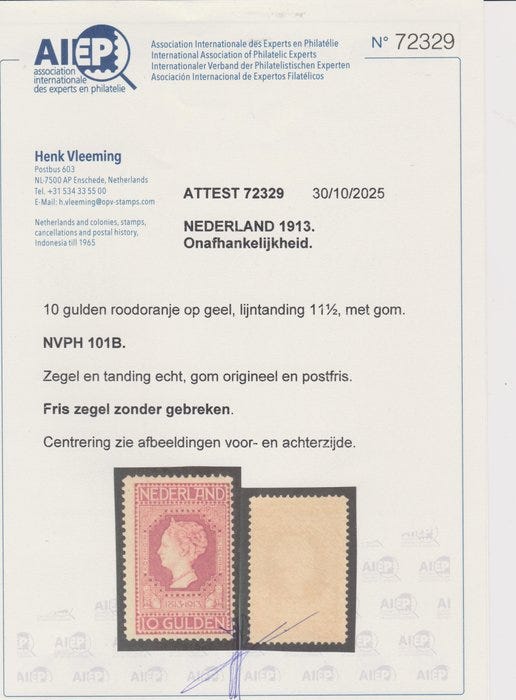 AIEP
association
internationale
des experts en philatelie
Association Internationale des Experts en Philatélie
International Association of Philatelic Experts
Internationaler Verband der Philatelistischen Experten
Asociación Internacional de Expertos Filatélicos
N° 72329
Henk Vleeming
Postbus 603
NL-7500 AP Enschede, Netherlands
Tel. +31 534 33 55 00
E-Mail: h.vleeming@opv-stamps.com
Netherlands and colonies, stamps,
cancellations and postal history,
Indonesia till 1965
ATTEST 72329 30/10/2025
NEDERLAND 1913.
Onafhankelijkheid.
10 gulden roodoranje op geel, lijntanding 11½, met gom.
NVPH 101B.
Zegel en tanding echt, gom origineel en postfris.
Fris zegel zonder gebreken.
Centrering zie afbeeldingen voor- en achterzijde.
NEDERLAND
1813-1913
10 GULDEN